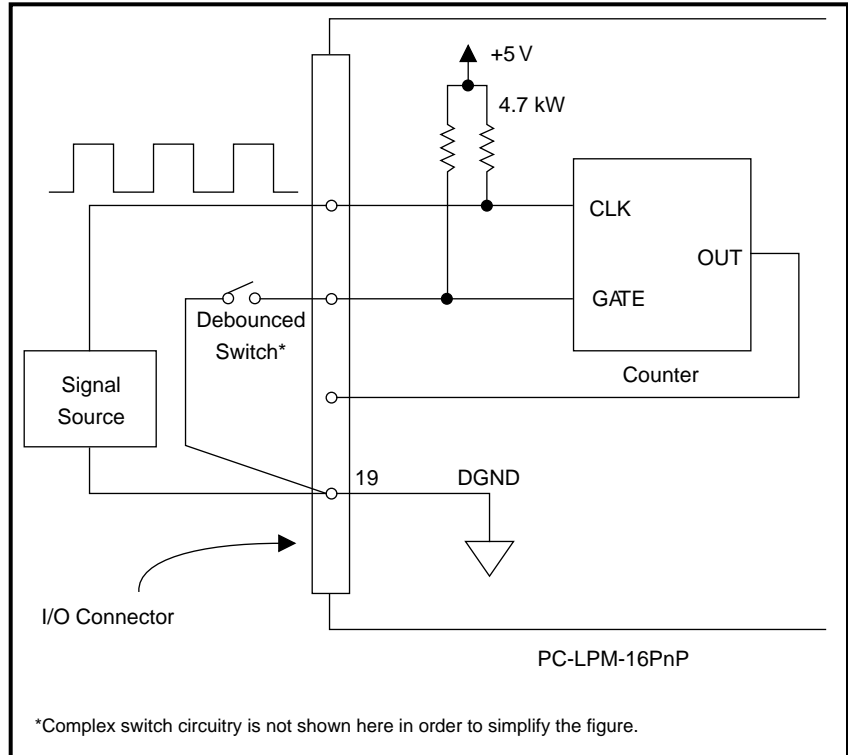 +5 V
4.7 kW
CLK
OUT
GATE
Debounced
Switch*
Counter
Signal
Source
19
DGND
I/O Connector
PC-LPM-16PnP
*Complex switch circuitry is not shown here in order to simplify the figure.